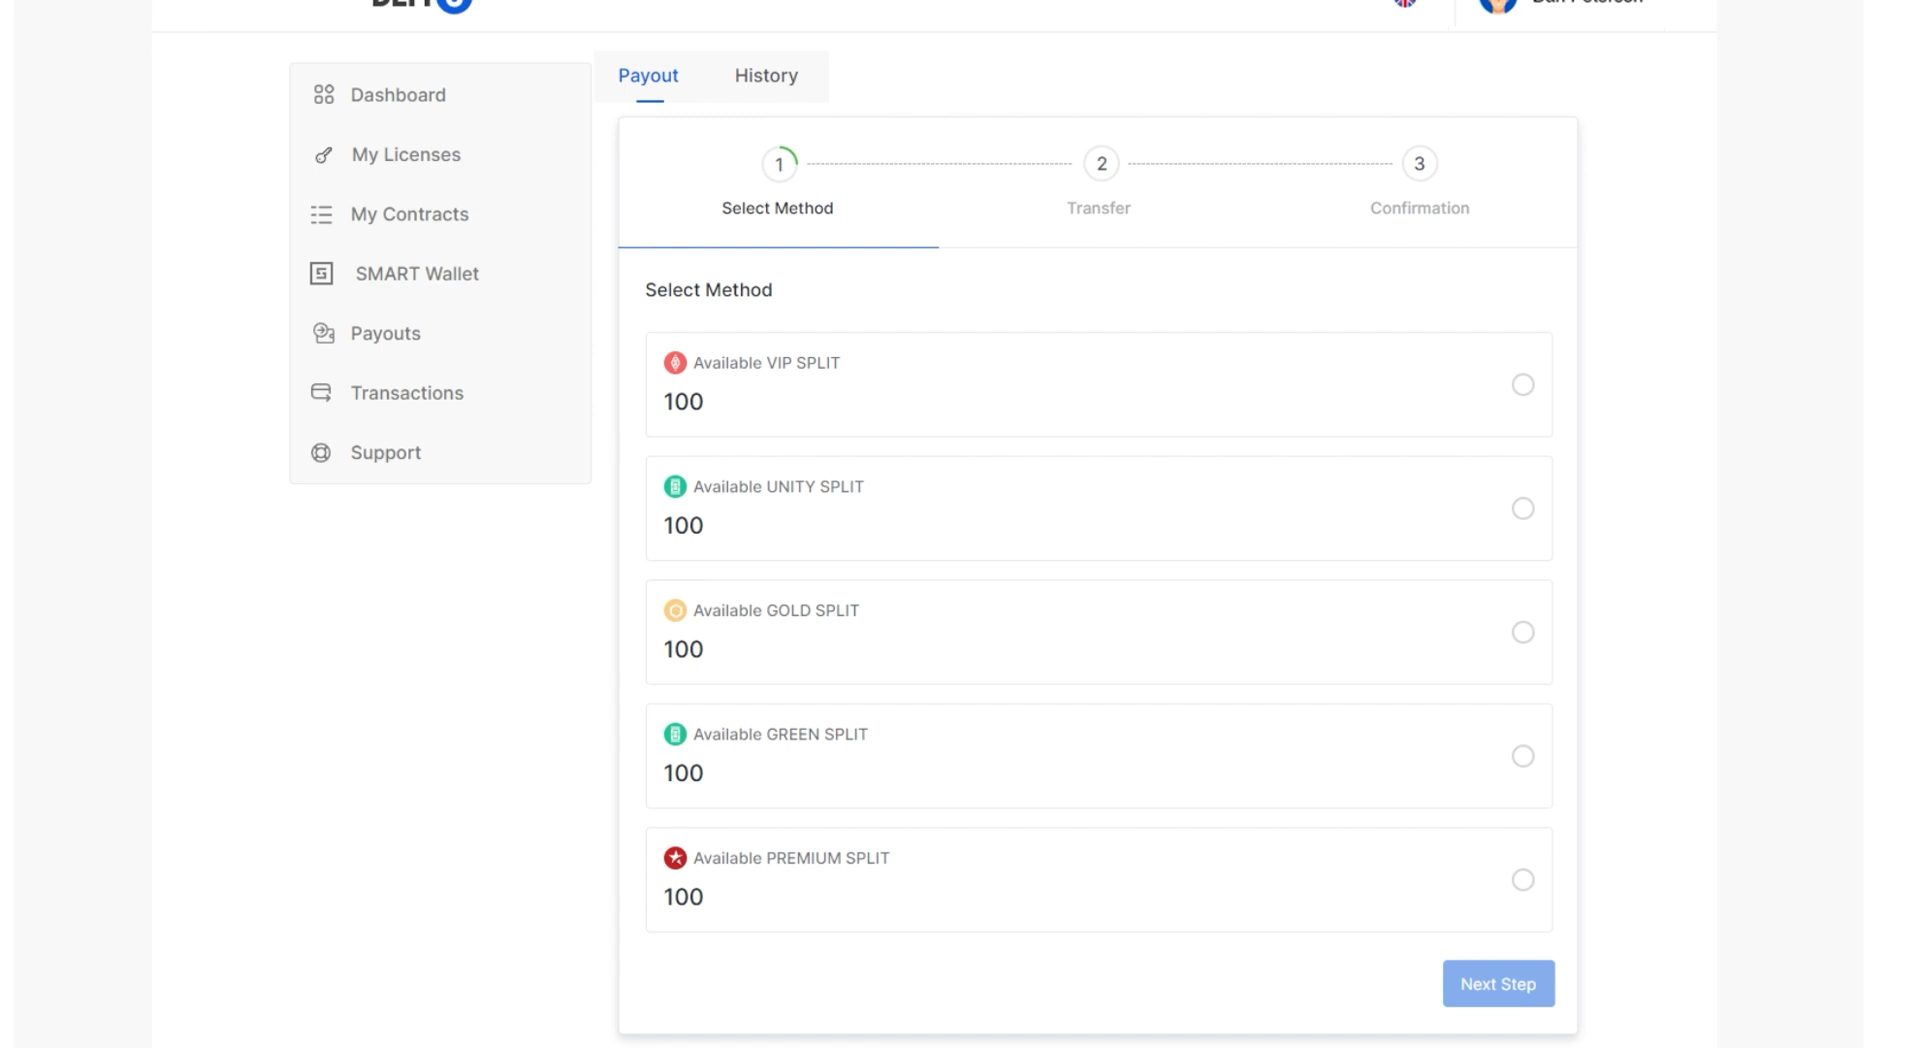 Dan Petersen
Payout
History
Dashboard
My Licenses
My Contracts
SMART Wallet
Payouts
Transactions
Support
1
2
3
Select Method
Transfer
Confirmation
Select Method
Available VIP SPLIT
100
Available UNITY SPLIT
100
Available GOLD SPLIT
100
Available GREEN SPLIT
100
Available PREMIUM SPLIT
100
Next Step